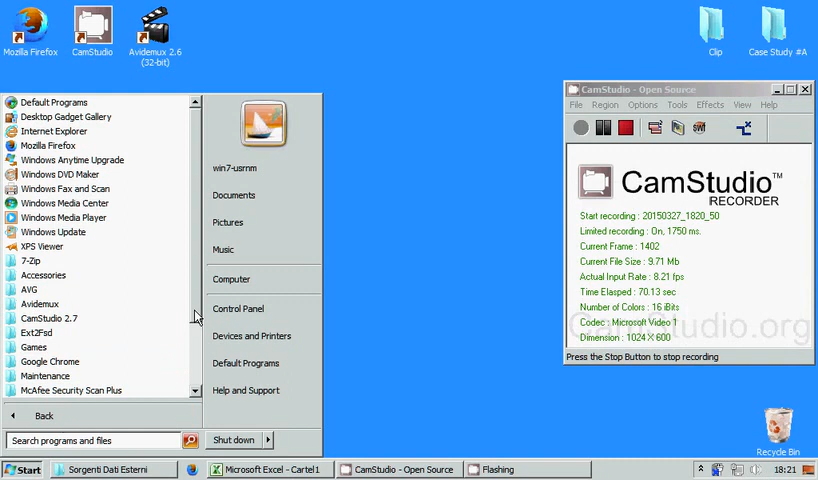 Mozilla Firefox
CamStudio
Avidemux 2.6
(32-bit)
Clip
Case Study #A
Default Programs
Desktop Gadget Gallery
Internet Explorer
Mozilla Firefox
Windows Anytime Upgrade
Windows DVD Maker
Windows Fax and Scan
Windows Media Center
Windows Media Player
Windows Update
XPS Viewer
7-Zip
Accessories
AVG
Avidemux
CamStudio 2.7
Ext2Fsd
Games
Google Chrome
Maintenance
McAfee Security Scan Plus
Back
Search programs and files
win7-usrnm
Documents
Pictures
Music
Computer
Control Panel
Devices and Printers
Default Programs
Help and Support
Shut down
CamStudio - Open Source
File Region Options Tools Effects View Help
SWF
CamStudio™
RECORDER
Start recording : 20150327_1820_50
Limited recording : On, 1750 ms.
Current Frame : 1402
Current File Size : 9.71 Mb
Actual Input Rate : 8.21 fps
Time Elasped : 70.13 sec
Number of Colors : 16 iBits
Codec : Microsoft Video 1
Dimension : 1024 X 600
CamStudio.org
Press the Stop Button to stop recording
Recycle Bin
Start
Sorgenti Dati Esterni
Microsoft Excel - Cartel1
CamStudio - Open Source
Flashing
18:21